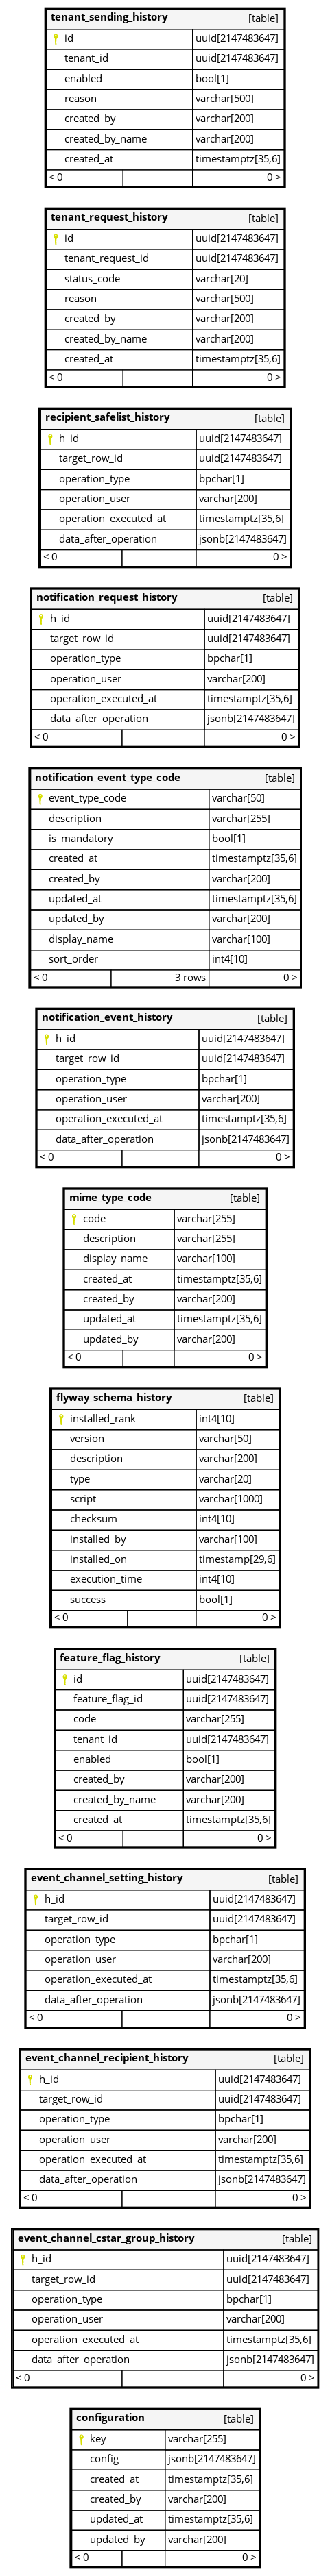 tenant_sending_history [table]
id uuid[2147483647]
tenant_id uuid[2147483647]
enabled bool[1]
reason varchar[500]
created_by varchar[200]
created_by_name varchar[200]
created_at timestamptz[35,6]
< 0 0 >
tenant_request_history [table]
id uuid[2147483647]
tenant_request_id uuid[2147483647]
status_code varchar[20]
reason varchar[500]
created_by varchar[200]
created_by_name varchar[200]
created_at timestamptz[35,6]
< 0 0 >
recipient_safelist_history [table]
h_id uuid[2147483647]
target_row_id uuid[2147483647]
operation_type bpchar[1]
operation_user varchar[200]
operation_executed_at timestamptz[35,6]
data_after_operation jsonb[2147483647]
< 0 0 >
notification_request_history [table]
h_id uuid[2147483647]
target_row_id uuid[2147483647]
operation_type bpchar[1]
operation_user varchar[200]
operation_executed_at timestamptz[35,6]
data_after_operation jsonb[2147483647]
< 0 0 >
notification_event_type_code [table]
event_type_code varchar[50]
description varchar[255]
is_mandatory bool[1]
created_at timestamptz[35,6]
created_by varchar[200]
updated_at timestamptz[35,6]
updated_by varchar[200]
display_name varchar[100]
sort_order int4[10]
< 0 3 rows 0 >
notification_event_history [table]
h_id uuid[2147483647]
target_row_id uuid[2147483647]
operation_type bpchar[1]
operation_user varchar[200]
operation_executed_at timestamptz[35,6]
data_after_operation jsonb[2147483647]
< 0 0 >
mime_type_code [table]
code varchar[255]
description varchar[255]
display_name varchar[100]
created_at timestamptz[35,6]
created_by varchar[200]
updated_at timestamptz[35,6]
updated_by varchar[200]
< 0 0 >
flyway_schema_history [table]
installed_rank int4[10]
version varchar[50]
description varchar[200]
type varchar[20]
script varchar[1000]
checksum int4[10]
installed_by varchar[100]
installed_on timestamp[29,6]
execution_time int4[10]
success bool[1]
< 0 0 >
feature_flag_history [table]
id uuid[2147483647]
feature_flag_id uuid[2147483647]
code varchar[255]
tenant_id uuid[2147483647]
enabled bool[1]
created_by varchar[200]
created_by_name varchar[200]
created_at timestamptz[35,6]
< 0 0 >
event_channel_setting_history [table]
h_id uuid[2147483647]
target_row_id uuid[2147483647]
operation_type bpchar[1]
operation_user varchar[200]
operation_executed_at timestamptz[35,6]
data_after_operation jsonb[2147483647]
< 0 0 >
event_channel_recipient_history [table]
h_id uuid[2147483647]
target_row_id uuid[2147483647]
operation_type bpchar[1]
operation_user varchar[200]
operation_executed_at timestamptz[35,6]
data_after_operation jsonb[2147483647]
< 0 0 >
event_channel_cstar_group_history [table]
h_id uuid[2147483647]
target_row_id uuid[2147483647]
operation_type bpchar[1]
operation_user varchar[200]
operation_executed_at timestamptz[35,6]
data_after_operation jsonb[2147483647]
< 0 0 >
configuration [table]
key varchar[255]
config jsonb[2147483647]
created_at timestamptz[35,6]
created_by varchar[200]
updated_at timestamptz[35,6]
updated_by varchar[200]
< 0 0 >